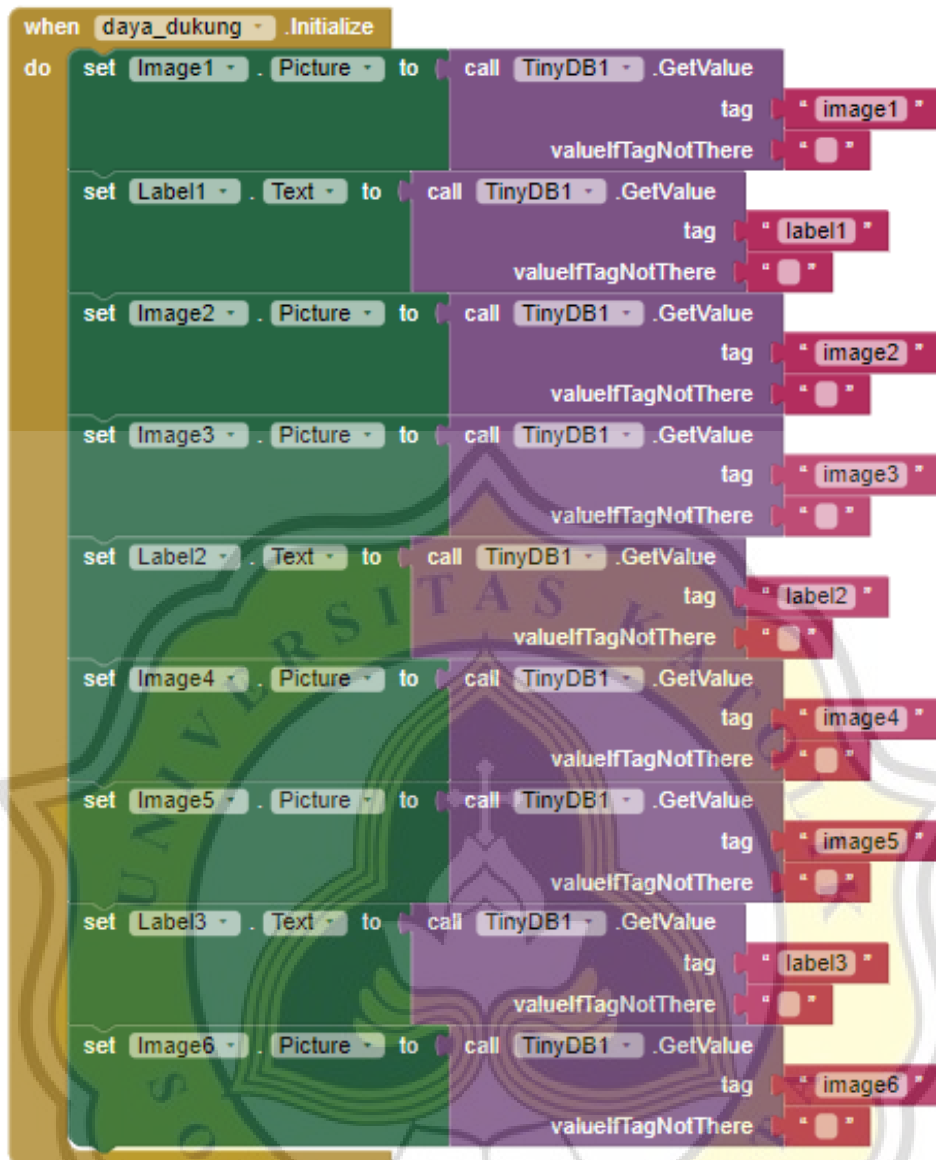 when daya_dukung .Initialize
do set Image1 . Picture to call TinyDB1 .GetValue
tag " image1 "
valueIfTagNotThere " "
set Label1 . Text to call TinyDB1 .GetValue
tag " label1 "
valueIfTagNotThere " "
set Image2 . Picture to call TinyDB1 .GetValue
tag " image2 "
valueIfTagNotThere " "
set Image3 . Picture to call TinyDB1 .GetValue
tag " image3 "
valueIfTagNotThere " "
set Label2 . Text to call TinyDB1 .GetValue
tag " label2 "
valueIfTagNotThere " "
set Image4 . Picture to call TinyDB1 .GetValue
tag " image4 "
valueIfTagNotThere " "
set Image5 . Picture to call TinyDB1 .GetValue
tag " image5 "
valueIfTagNotThere " "
set Label3 . Text to call TinyDB1 .GetValue
tag " label3 "
valueIfTagNotThere " "
set Image6 . Picture to call TinyDB1 .GetValue
tag " image6 "
valueIfTagNotThere " "
UNIVERSITAS KATOLIK